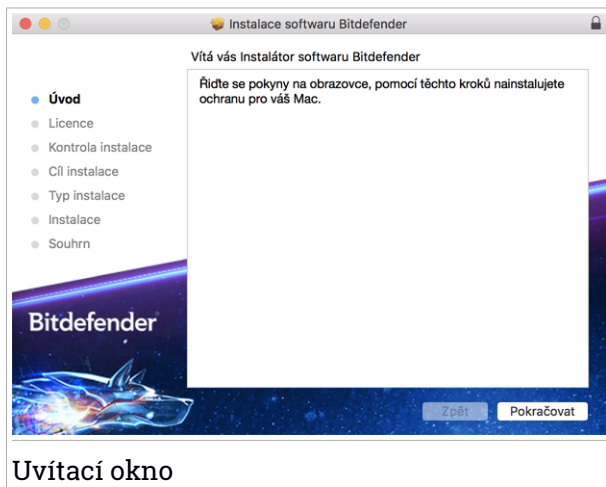 Instalace softwaru Bitdefender
Vítá vás Instalátor softwaru Bitdefender
Řiďte se pokyny na obrazovce, pomocí těchto kroků nainstalujete
ochranu pro váš Mac.
Úvod
Licence
Kontrola instalace
Cíl instalace
Typ instalace
Instalace
Souhrn
Bitdefender
Zpět
Pokračovat
Uvítací okno